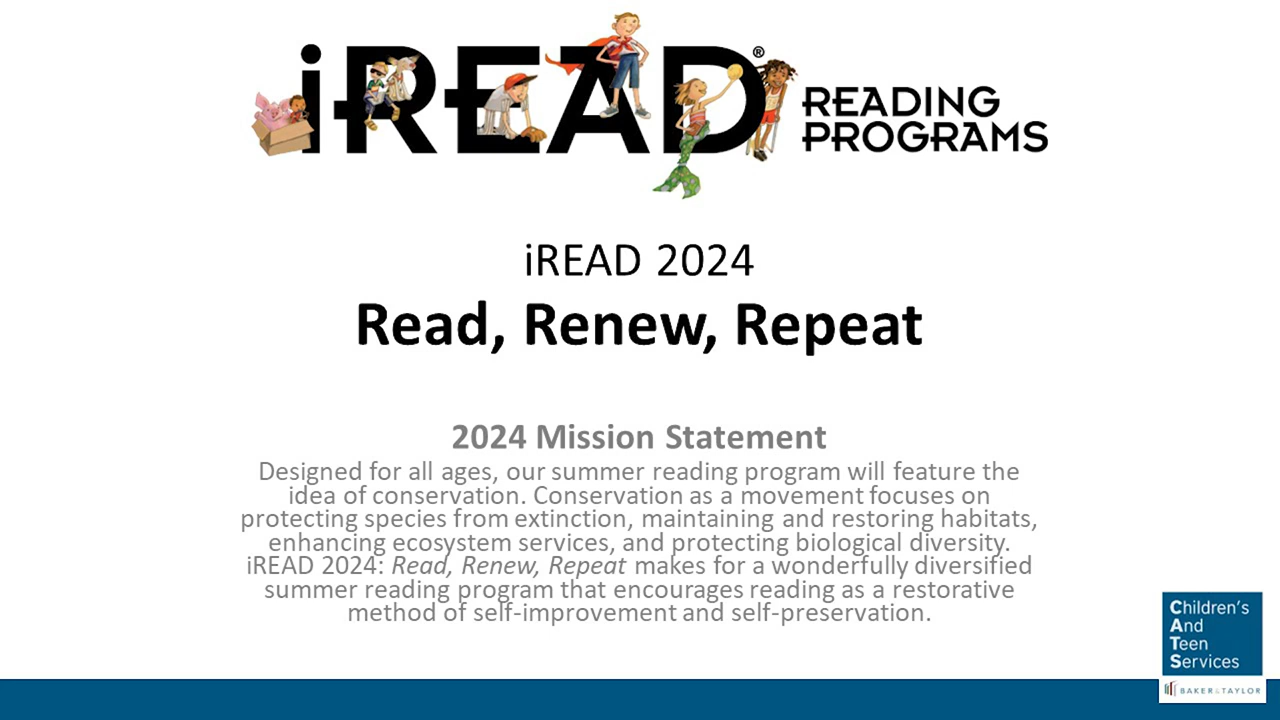 iREAD® READING
PROGRAMS
iREAD 2024
Read, Renew, Repeat
2024 Mission Statement
Designed for all ages, our summer reading program will feature the
idea of conservation. Conservation as a movement focuses on
protecting species from extinction, maintaining and restoring habitats,
enhancing ecosystem services, and protecting biological diversity.
iREAD 2024: Read, Renew, Repeat makes for a wonderfully diversified
summer reading program that encourages reading as a restorative
method of self-improvement and self-preservation.
Children's
And
Teen
Services
BAKER & TAYLOR